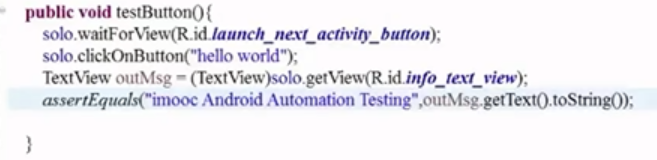 public void testButton(){
solo.waitForView(R.id.launch_next_activity_button);
solo.clickOnButton("hello world");
TextView outMsg = (TextView)solo.getView(R.id.info_text_view);
assertEquals("imooc Android Automation Testing",outMsg.getText().toString());
}